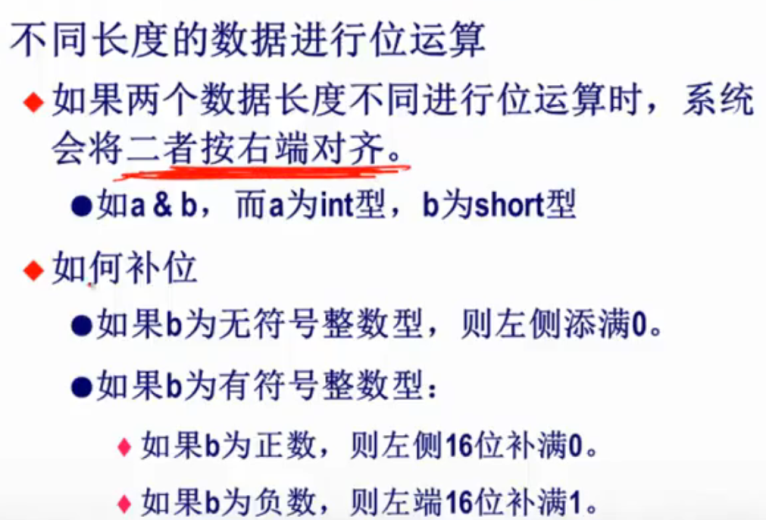 不同长度的数据进行位运算
◆如果两个数据长度不同进行位运算时，系统
会将二者按右端对齐。
●如a & b，而a为int型，b为short型
◆如何补位
●如果b为无符号整数型，则左侧添满0。
●如果b为有符号整数型：
♦如果b为正数，则左侧16位补满0。
♦如果b为负数，则左端16位补满1。